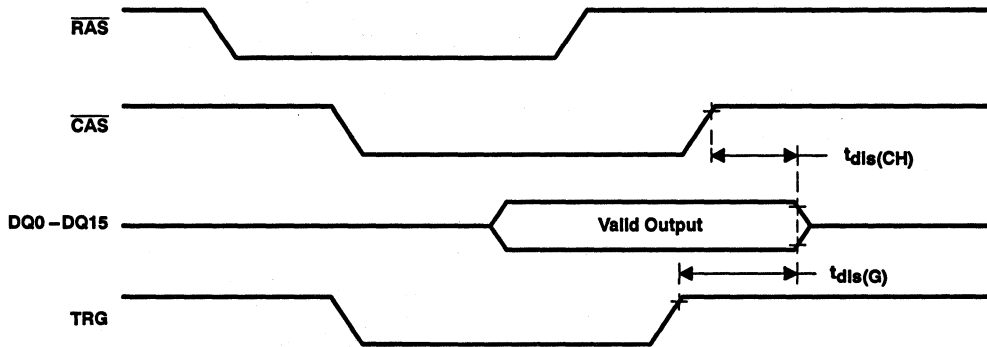 RAS
CAS
tdis(CH)
DQ0–DQ15
Valid Output
tdis(G)
TRG